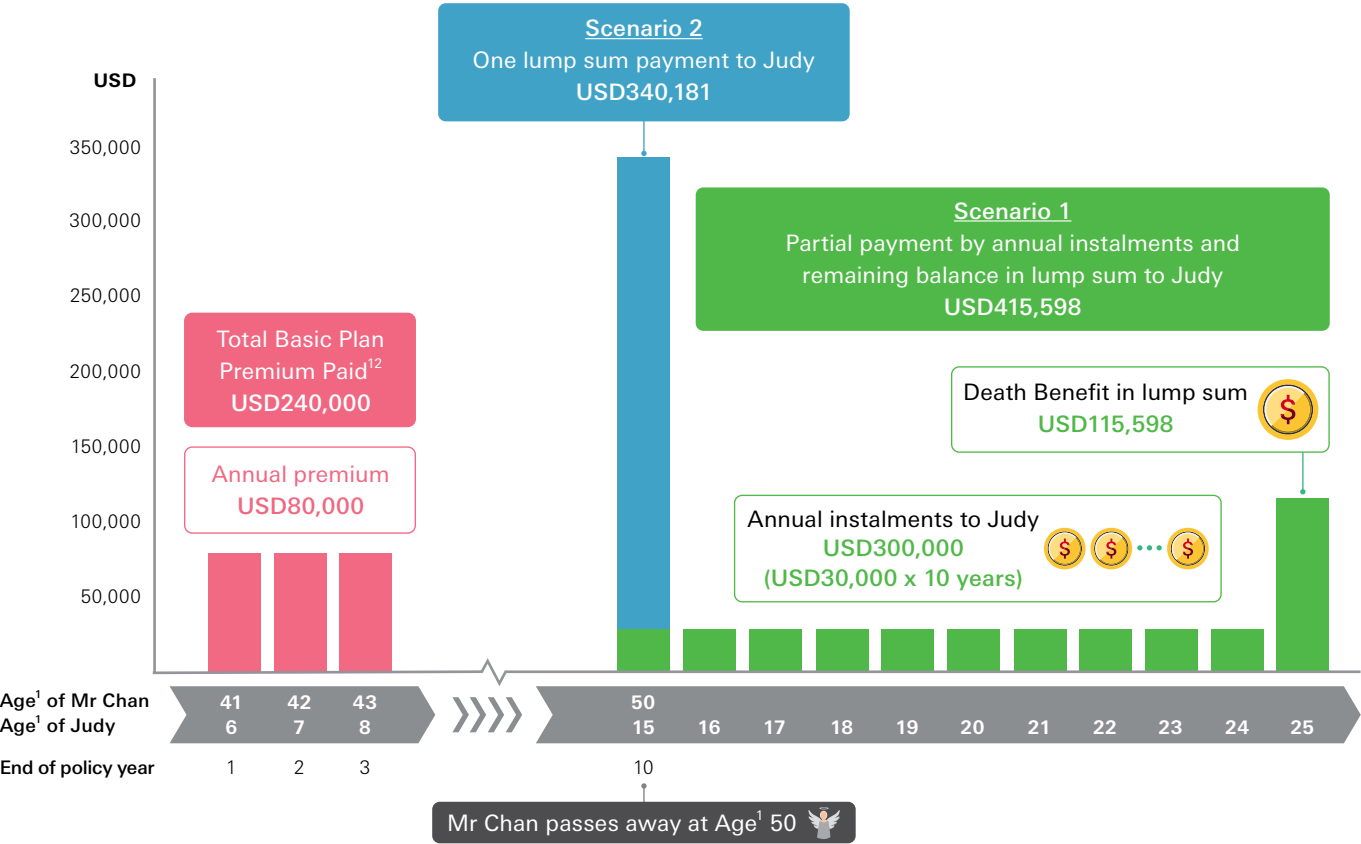 Scenario 2
One lump sum payment to Judy
USD340,181
USD
350,000
300,000
250,000
200,000
150,000
100,000
50,000
Scenario 1
Partial payment by annual instalments and
remaining balance in lump sum to Judy
USD415,598
Total Basic Plan
Premium Paid12
USD240,000
Annual premium
USD80,000
Death Benefit in lump sum
USD115,598
$
Annual instalments to Judy
USD300,000
(USD30,000 x 10 years)
$ $ ••• $
Age1 of Mr Chan 41 42 43 50
Age1 of Judy 6 7 8 15 16 17 18 19 20 21 22 23 24 25
End of policy year 1 2 3 10
Mr Chan passes away at Age1 50